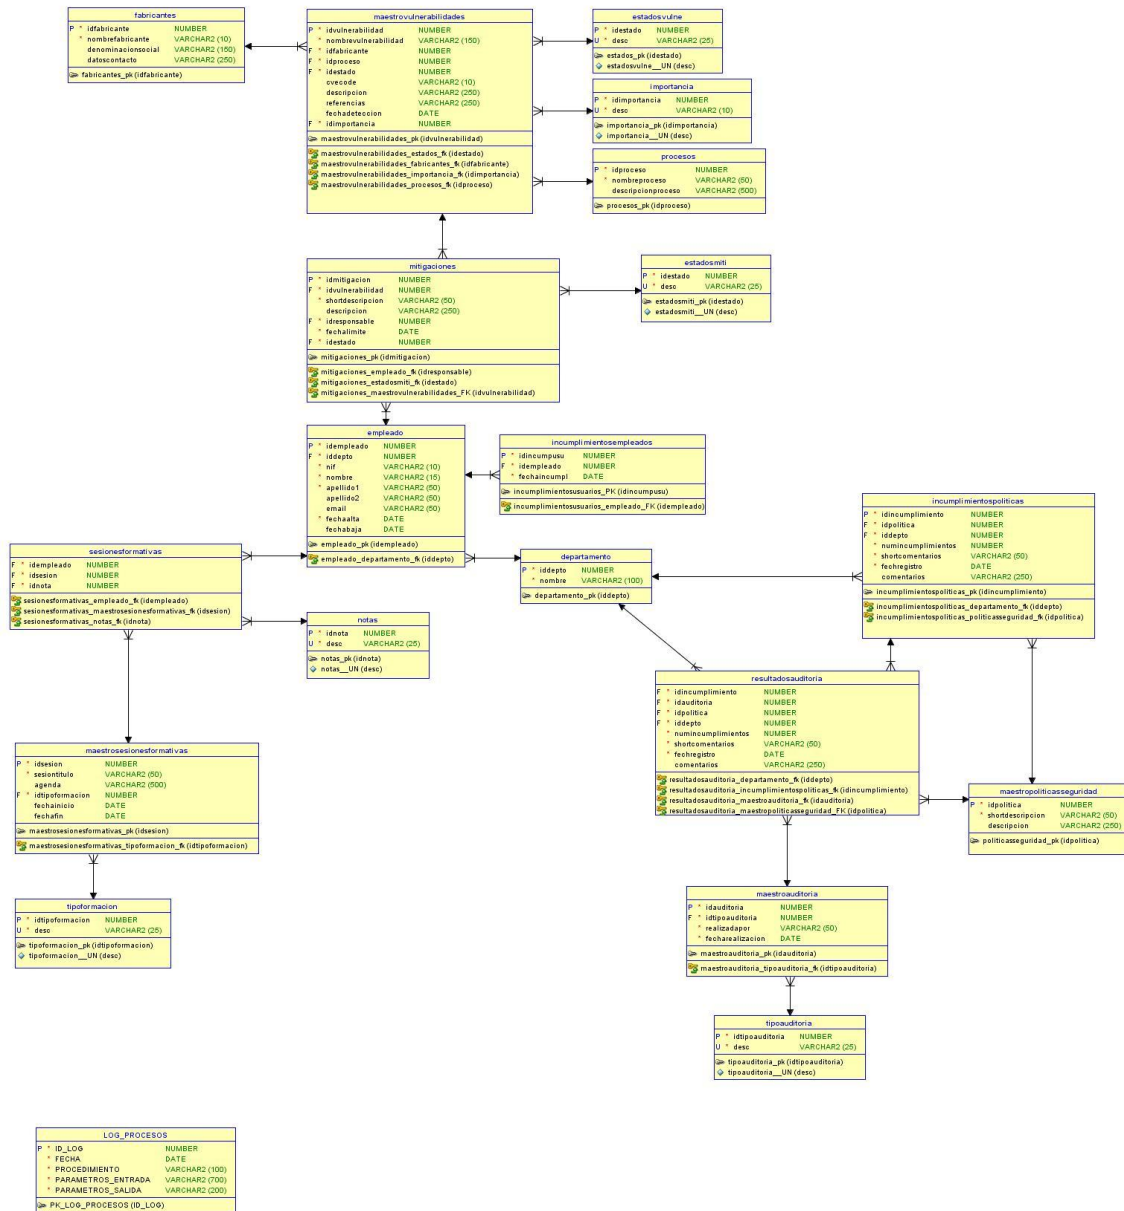 fabricantes
P * idfabricante NUMBER
* nombrefabricante VARCHAR2 (10)
* denominacionsocial VARCHAR2 (150)
* datoscontacto VARCHAR2 (250)
fabricantes_pk (idfabricante)
maestrovulnerabilidades
P * idvulnerabilidad NUMBER
* nombrevulnerabilidad VARCHAR2 (150)
F * idfabricante NUMBER
F * idproceso NUMBER
F * idestado NUMBER
cvecode VARCHAR2 (10)
descripcion VARCHAR2 (250)
referencias VARCHAR2 (250)
fechadeteccion DATE
F * idimportancia NUMBER
maestrovulnerabilidades_pk (idvulnerabilidad)
maestrovulnerabilidades_estados_fk (idestado)
maestrovulnerabilidades_fabricantes_fk (idfabricante)
maestrovulnerabilidades_importancia_fk (idimportancia)
maestrovulnerabilidades_procesos_fk (idproceso)
estadosvulne
P * idestado NUMBER
U * desc VARCHAR2 (25)
estados_pk (idestado)
estadosvulne__UN (desc)
importancia
P * idimportancia NUMBER
U * desc VARCHAR2 (10)
importancia_pk (idimportancia)
importancia__UN (desc)
procesos
P * idproceso NUMBER
* nombreproceso VARCHAR2 (50)
descripcionproceso VARCHAR2 (500)
procesos_pk (idproceso)
mitigaciones
P * idmitigacion NUMBER
F * idvulnerabilidad NUMBER
* shortdescripcion VARCHAR2 (50)
descripcion VARCHAR2 (250)
F * idresponsable NUMBER
* fechalimite DATE
F * idestado NUMBER
mitigaciones_pk (idmitigacion)
mitigaciones_empleado_fk (idresponsable)
mitigaciones_estadosmiti_fk (idestado)
mitigaciones_maestrovulnerabilidades_FK (idvulnerabilidad)
estadosmiti
P * idestado NUMBER
U * desc VARCHAR2 (25)
estadosmiti_pk (idestado)
estadosmiti__UN (desc)
empleado
P * idempleado NUMBER
F * iddepto NUMBER
* nif VARCHAR2 (10)
* nombre VARCHAR2 (15)
* apellido1 VARCHAR2 (50)
apellido2 VARCHAR2 (50)
email VARCHAR2 (50)
* fechaalta DATE
fechabaja DATE
empleado_pk (idempleado)
empleado_departamento_fk (iddepto)
incumplimientosempleados
P * idincumpusu NUMBER
F * idempleado NUMBER
* fechaincumpl DATE
incumplimientosusuarios_PK (idincumpusu)
incumplimientosusuarios_empleado_FK (idempleado)
incumplimientospoliticas
P * idincumplimiento NUMBER
F * idpolitica NUMBER
F * iddepto NUMBER
* numincumplimientos NUMBER
* shortcomentarios VARCHAR2 (50)
* fechregistro DATE
comentarios VARCHAR2 (250)
incumplimientospoliticas_pk (idincumplimiento)
incumplimientospoliticas_departamento_fk (iddepto)
incumplimientospoliticas_politicasseguridad_fk (idpolitica)
sesionesformativas
F * idempleado NUMBER
F * idsesion NUMBER
F * idnota NUMBER
sesionesformativas_empleado_fk (idempleado)
sesionesformativas_maestrosesionesformativas_fk (idsesion)
sesionesformativas_notas_fk (idnota)
departamento
P * iddepto NUMBER
* nombre VARCHAR2 (100)
departamento_pk (iddepto)
notas
P * idnota NUMBER
U * desc VARCHAR2 (25)
notas_pk (idnota)
notas__UN (desc)
resultadosauditoria
F * idincumplimiento NUMBER
F * idauditoria NUMBER
F * idpolitica NUMBER
F * iddepto NUMBER
* numincumplimientos NUMBER
* shortcomentarios VARCHAR2 (50)
* fechregistro DATE
comentarios VARCHAR2 (250)
resultadosauditoria_departamento_fk (iddepto)
resultadosauditoria_incumplimientospoliticas_fk (idincumplimiento)
resultadosauditoria_maestroauditoria_fk (idauditoria)
resultadosauditoria_maestropoliticasseguridad_FK (idpolitica)
maestrosesionesformativas
P * idsesion NUMBER
* sesiontitulo VARCHAR2 (50)
agenda VARCHAR2 (500)
F * idtipoformacion NUMBER
fechainicio DATE
fechafin DATE
maestrosesionesformativas_pk (idsesion)
maestrosesionesformativas_tipoformacion_fk (idtipoformacion)
maestropoliticasseguridad
P * idpolitica NUMBER
* shortdescripcion VARCHAR2 (50)
descripcion VARCHAR2 (250)
politicasseguridad_pk (idpolitica)
tipoformacion
P * idtipoformacion NUMBER
U * desc VARCHAR2 (25)
tipoformacion_pk (idtipoformacion)
tipoformacion__UN (desc)
maestroauditoria
P * idauditoria NUMBER
F * idtipoauditoria NUMBER
* realizadapor VARCHAR2 (50)
* fecharealizacion DATE
maestroauditoria_pk (idauditoria)
maestroauditoria_tipoauditoria_fk (idtipoauditoria)
tipoauditoria
P * idtipoauditoria NUMBER
U * desc VARCHAR2 (25)
tipoauditoria_pk (idtipoauditoria)
tipoauditoria__UN (desc)
LOG_PROCESOS
P * ID_LOG NUMBER
* FECHA DATE
* PROCEDIMIENTO VARCHAR2 (100)
* PARAMETROS_ENTRADA VARCHAR2 (700)
* PARAMETROS_SALIDA VARCHAR2 (200)
PK_LOG_PROCESOS (ID_LOG)